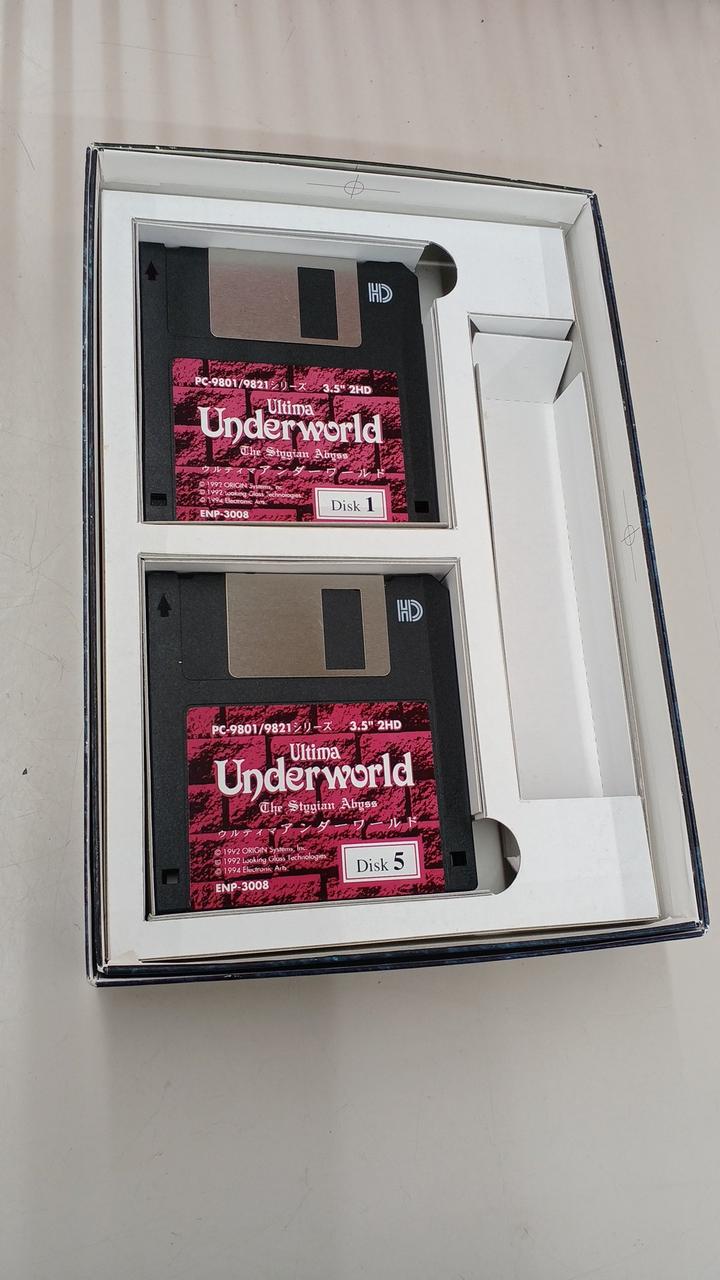 HD
PC-9801/9821シリーズ 3.5" 2HD
Ultima
Underworld
The Stygian Abyss
ウルティマアンダーワールド
© 1992 ORIGIN Systems, Inc.
© 1992 Looking Glass Technologies
© 1994 Electronic Arts.
ENP-3008
Disk 1
HD
PC-9801/9821シリーズ 3.5" 2HD
Ultima
Underworld
The Stygian Abyss
ウルティマアンダーワールド
© 1992 ORIGIN Systems, Inc.
© 1992 Looking Glass Technologies
© 1994 Electronic Arts.
ENP-3008
Disk 5